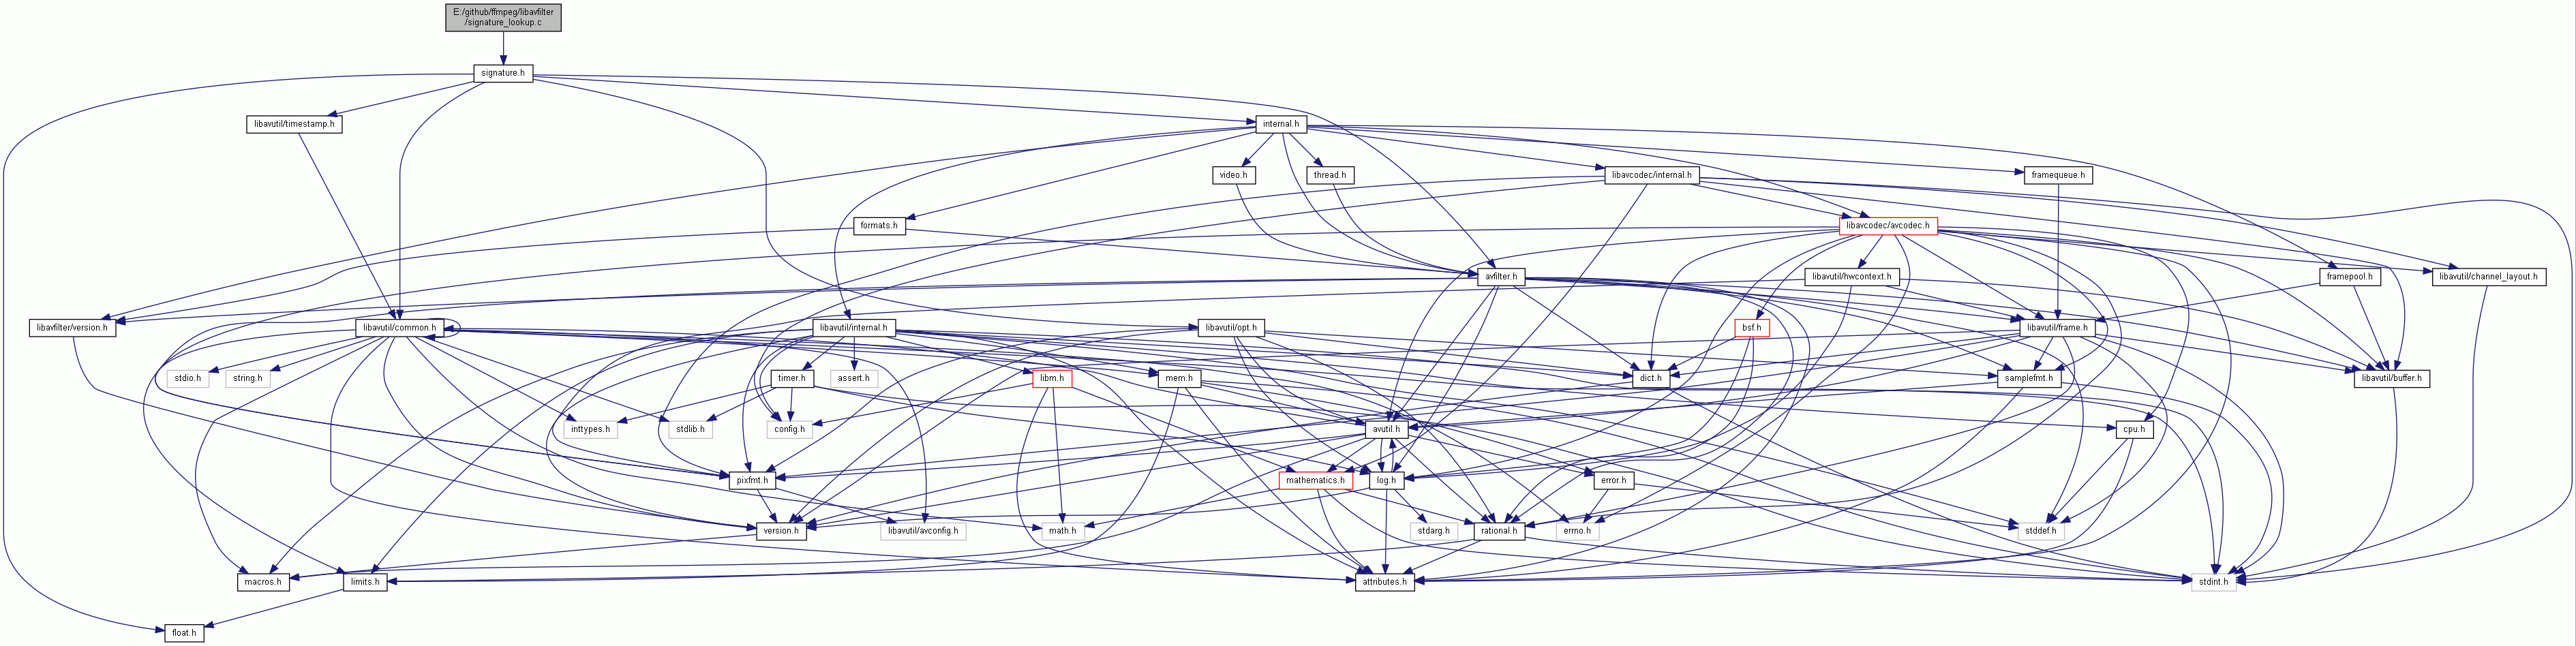 E:/github/ffmpeg/libavfilter
/signature_lookup.c
signature.h
libavutil/timestamp.h
internal.h
video.h
thread.h
libavcodec/internal.h
framequeue.h
formats.h
libavcodec/avcodec.h
avfilter.h
libavutil/hwcontext.h
framepool.h
libavutil/channel_layout.h
libavfilter/version.h
libavutil/common.h
libavutil/internal.h
libavutil/opt.h
bsf.h
libavutil/frame.h
stdio.h
string.h
timer.h
assert.h
libm.h
mem.h
dict.h
samplefmt.h
libavutil/buffer.h
inttypes.h
stdlib.h
config.h
avutil.h
cpu.h
pixfmt.h
mathematics.h
log.h
error.h
version.h
libavutil/avconfig.h
math.h
stdarg.h
rational.h
errno.h
stddef.h
macros.h
limits.h
attributes.h
stdint.h
float.h